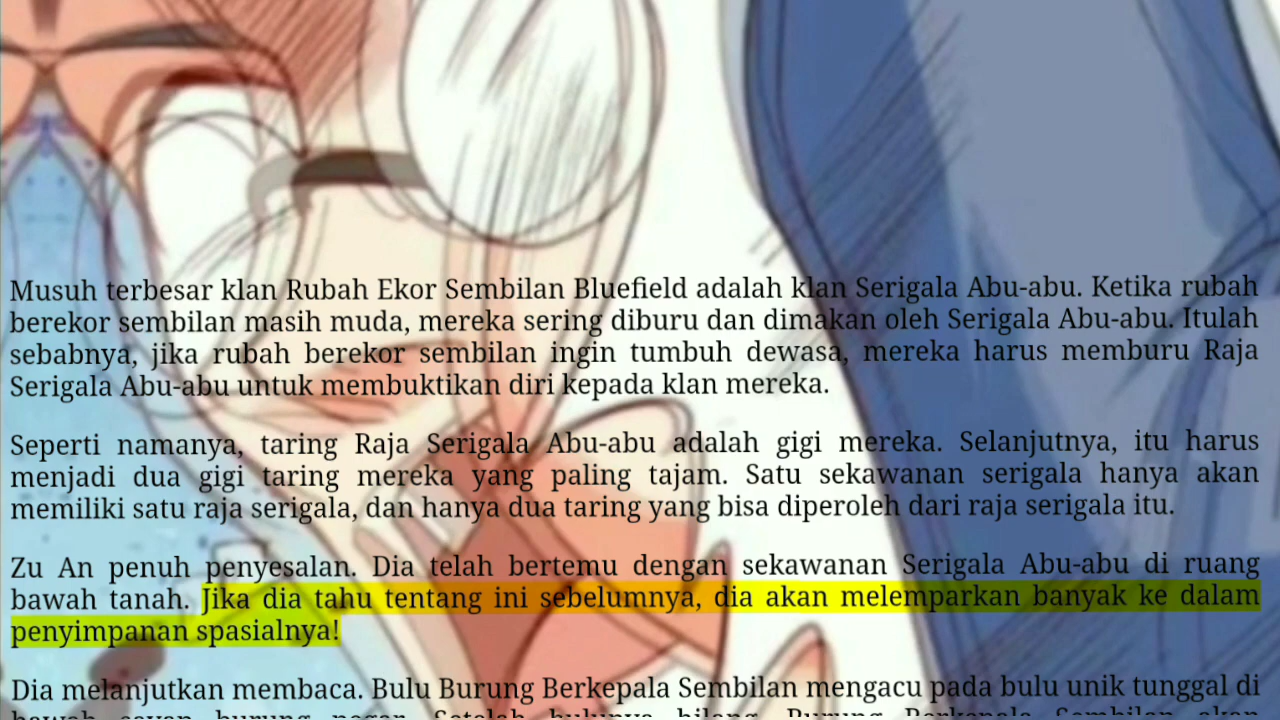 Musuh terbesar klan Rubah Ekor Sembilan Bluefield adalah klan Serigala Abu-abu. Ketika rubah
berekor sembilan masih muda, mereka sering diburu dan dimakan oleh Serigala Abu-abu. Itulah
sebabnya, jika rubah berekor sembilan ingin tumbuh dewasa, mereka harus memburu Raja
Serigala Abu-abu untuk membuktikan diri kepada klan mereka.
Seperti namanya, taring Raja Serigala Abu-abu adalah gigi mereka. Selanjutnya, itu harus
menjadi dua gigi taring mereka yang paling tajam. Satu sekawanan serigala hanya akan
memiliki satu raja serigala, dan hanya dua taring yang bisa diperoleh dari raja serigala itu.
Zu An penuh penyesalan. Dia telah bertemu dengan sekawanan Serigala Abu-abu di ruang
bawah tanah. Jika dia tahu tentang ini sebelumnya, dia akan melemparkan banyak ke dalam
penyimpanan spasialnya!
Dia melanjutkan membaca. Bulu Burung Berkepala Sembilan mengacu pada bulu unik tunggal di